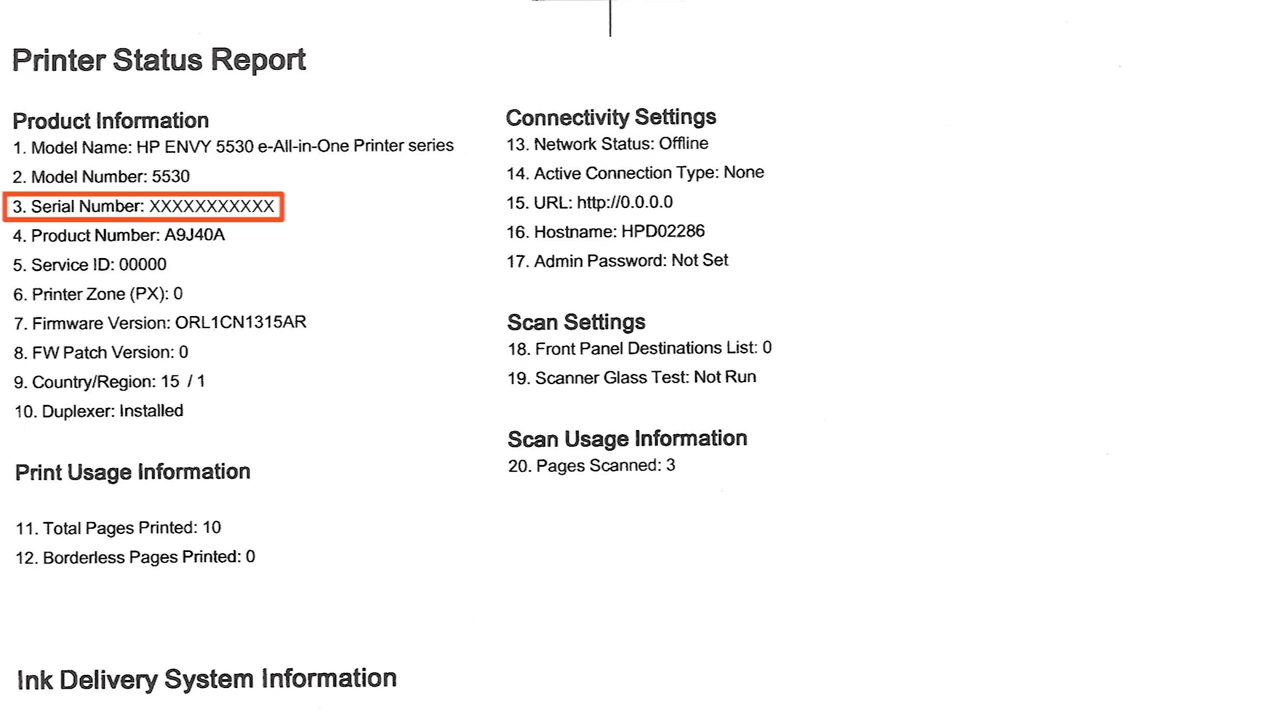 Printer Status Report
Product Information
1. Model Name: HP ENVY 5530 e-All-in-One Printer series
2. Model Number: 5530
3. Serial Number: XXXXXXXXXXX
4. Product Number: A9J40A
5. Service ID: 00000
6. Printer Zone (PX): 0
7. Firmware Version: ORL1CN1315AR
8. FW Patch Version: 0
9. Country/Region: 15 / 1
10. Duplexer: Installed
Print Usage Information
11. Total Pages Printed: 10
12. Borderless Pages Printed: 0
Connectivity Settings
13. Network Status: Offline
14. Active Connection Type: None
15. URL: http://0.0.0.0
16. Hostname: HPD02286
17. Admin Password: Not Set
Scan Settings
18. Front Panel Destinations List: 0
19. Scanner Glass Test: Not Run
Scan Usage Information
20. Pages Scanned: 3
Ink Delivery System Information